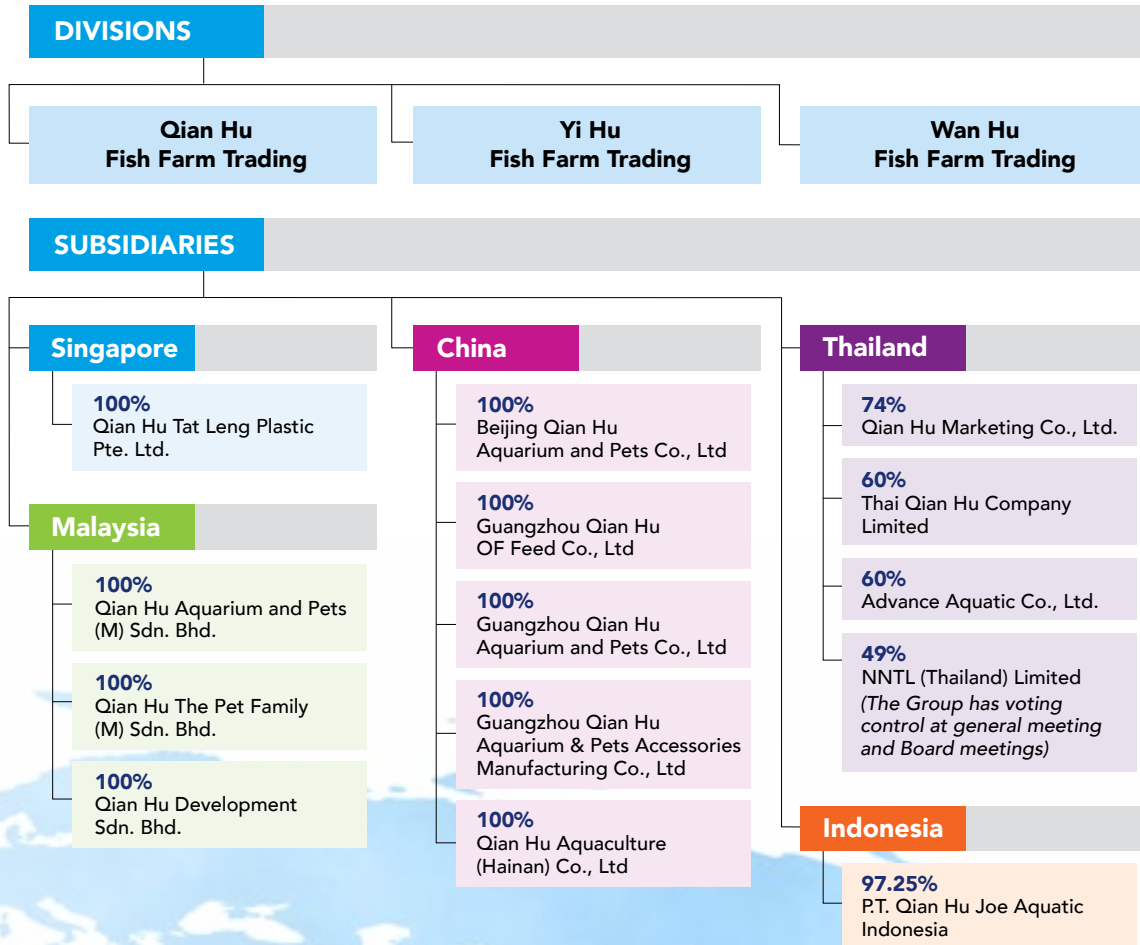 DIVISIONS
Qian Hu
Fish Farm Trading
Yi Hu
Fish Farm Trading
Wan Hu
Fish Farm Trading
SUBSIDIARIES
Singapore
100%
Qian Hu Tat Leng Plastic
Pte. Ltd.
Malaysia
100%
Qian Hu Aquarium and Pets
(M) Sdn. Bhd.
100%
Qian Hu The Pet Family
(M) Sdn. Bhd.
100%
Qian Hu Development
Sdn. Bhd.
China
100%
Beijing Qian Hu
Aquarium and Pets Co., Ltd
100%
Guangzhou Qian Hu
OF Feed Co., Ltd
100%
Guangzhou Qian Hu
Aquarium and Pets Co., Ltd
100%
Guangzhou Qian Hu
Aquarium & Pets Accessories
Manufacturing Co., Ltd
100%
Qian Hu Aquaculture
(Hainan) Co., Ltd
Thailand
74%
Qian Hu Marketing Co., Ltd.
60%
Thai Qian Hu Company
Limited
60%
Advance Aquatic Co., Ltd.
49%
NNTL (Thailand) Limited
(The Group has voting
control at general meeting
and Board meetings)
Indonesia
97.25%
P.T. Qian Hu Joe Aquatic
Indonesia